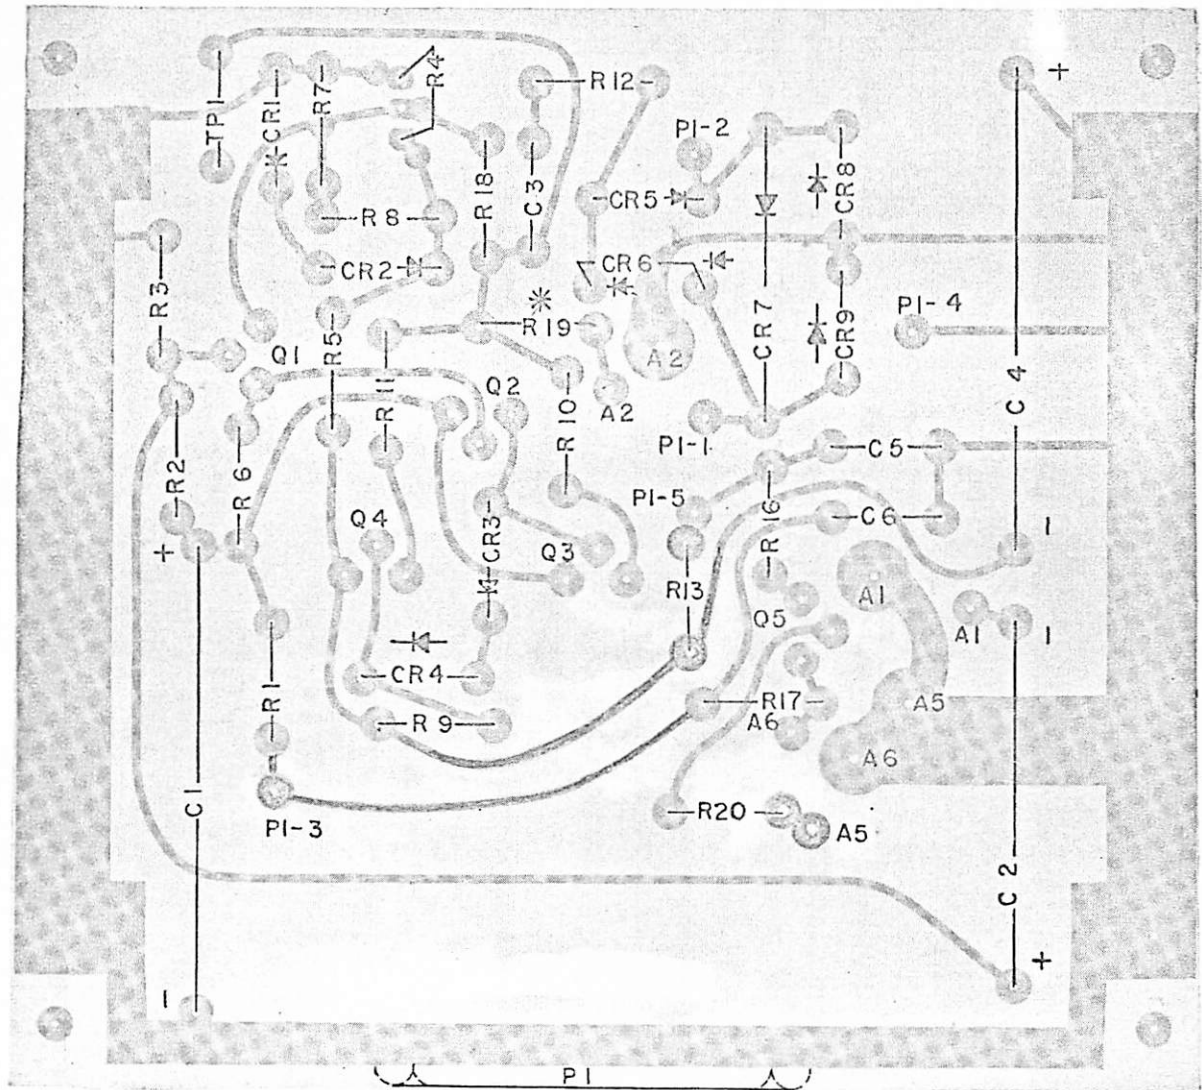 TP1
CR1
R7
R4
R12
+
P1-2
R18
C3
CR8
R8
CR5
R3
CR2
CR6
*
R19
CR7
CR9
P1-4
R5
Q1
R11
A2
A2
C4
Q2
R10
P1-1
R2
R6
C5
P1-5
R16
C6
Q4
CR3
Q3
+
-
R13
A1
Q5
A1
-
CR4
R1
R9
R17
A5
A6
A6
C1
P1-3
R20
A5
C2
+
-
P1